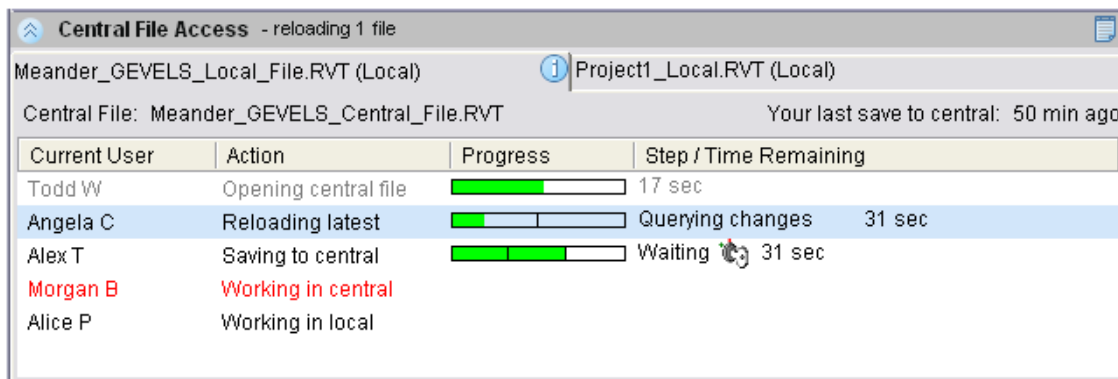 Central File Access - reloading 1 file
Meander_GEVELS_Local_File.RVT (Local) Project1_Local.RVT (Local)
Central File: Meander_GEVELS_Central_File.RVT Your last save to central: 50 min ago
Current User Action Progress Step / Time Remaining
Todd W Opening central file 17 sec
Angela C Reloading latest Querying changes 31 sec
Alex T Saving to central Waiting 31 sec
Morgan B Working in central
Alice P Working in local